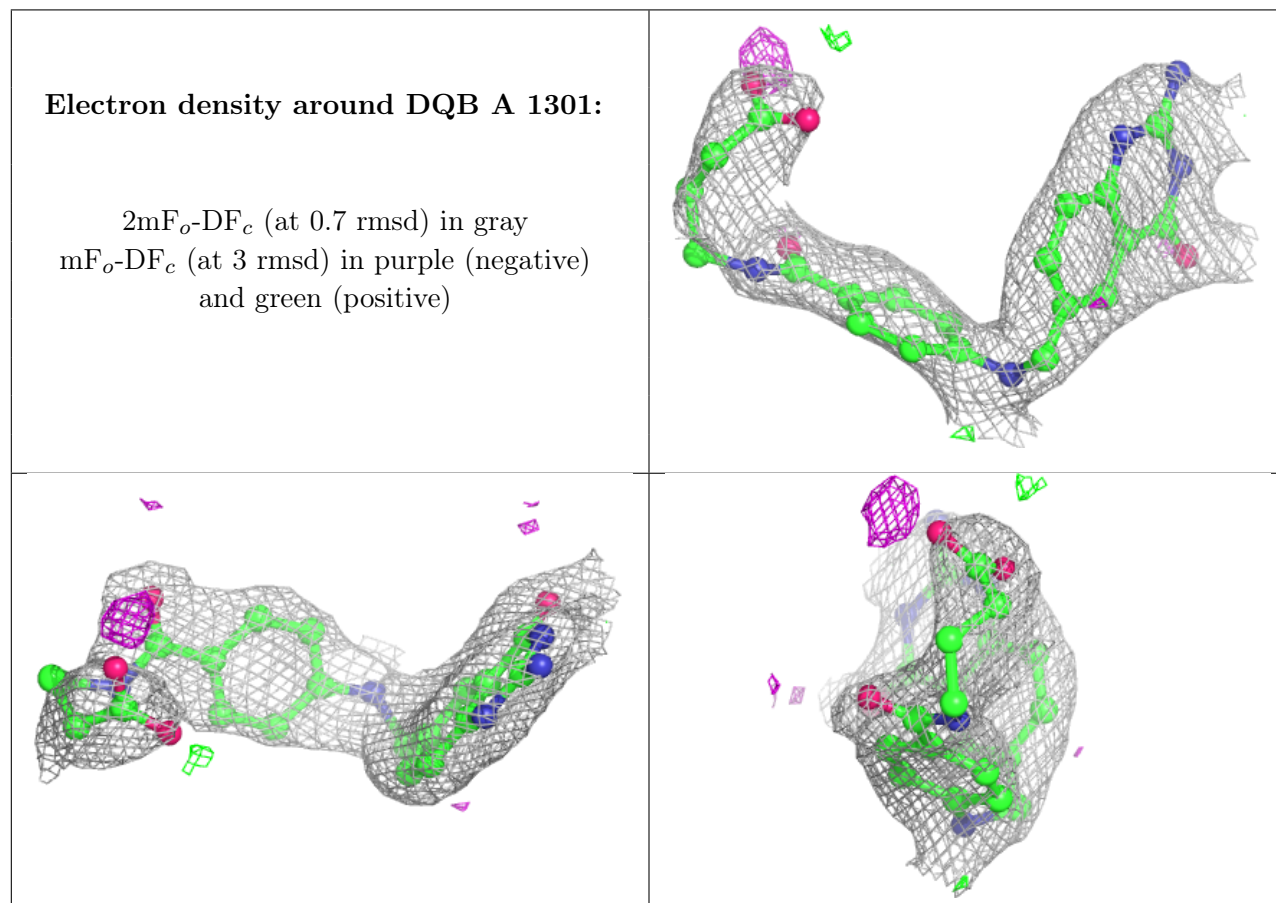 Electron density around DQB A 1301:
2mFo-DFc (at 0.7 rmsd) in gray
mFo-DFc (at 3 rmsd) in purple (negative)
and green (positive)